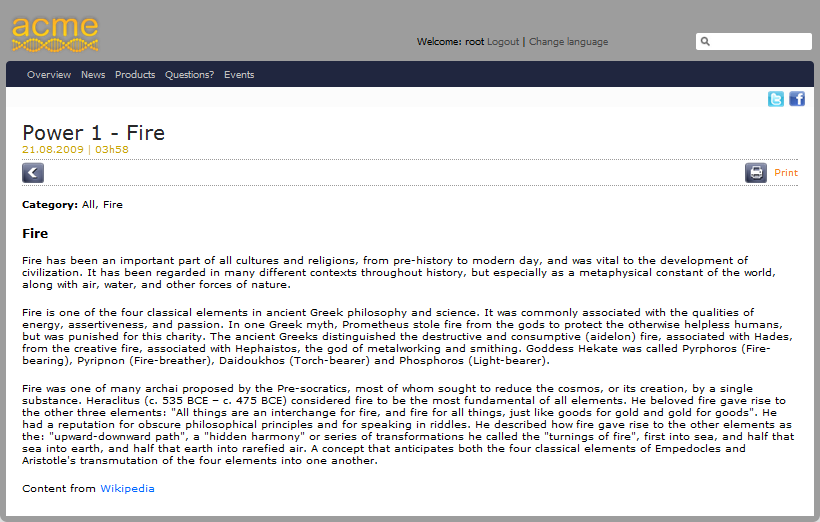 acme
Welcome: root Logout | Change language
Overview News Products Questions? Events
Power 1 - Fire
21.08.2009 | 03h58
Print
Category: All, Fire
Fire
Fire has been an important part of all cultures and religions, from pre-history to modern day, and was vital to the development of
civilization. It has been regarded in many different contexts throughout history, but especially as a metaphysical constant of the world,
along with air, water, and other forces of nature.
Fire is one of the four classical elements in ancient Greek philosophy and science. It was commonly associated with the qualities of
energy, assertiveness, and passion. In one Greek myth, Prometheus stole fire from the gods to protect the otherwise helpless humans,
but was punished for this charity. The ancient Greeks distinguished the destructive and consumptive (aidelon) fire, associated with Hades,
from the creative fire, associated with Hephaistos, the god of metalworking and smithing. Goddess Hekate was called Pyrphoros (Fire-
bearing), Pyripnon (Fire-breather), Daidoukhos (Torch-bearer) and Phosphoros (Light-bearer).
Fire was one of many archai proposed by the Pre-socratics, most of whom sought to reduce the cosmos, or its creation, by a single
substance. Heraclitus (c. 535 BCE – c. 475 BCE) considered fire to be the most fundamental of all elements. He beloved fire gave rise to
the other three elements: "All things are an interchange for fire, and fire for all things, just like goods for gold and gold for goods". He
had a reputation for obscure philosophical principles and for speaking in riddles. He described how fire gave rise to the other elements as
the: "upward-downward path", a "hidden harmony" or series of transformations he called the "turnings of fire", first into sea, and half that
sea into earth, and half that earth into rarefied air. A concept that anticipates both the four classical elements of Empedocles and
Aristotle's transmutation of the four elements into one another.
Content from Wikipedia